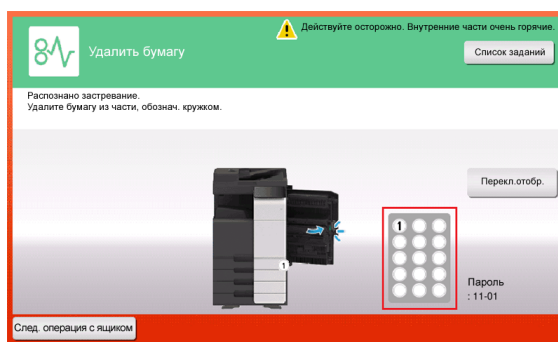 Действуйте осторожно. Внутренние части очень горячие.
Удалить бумагу
Список заданий
Распознано застревание.
Удалите бумагу из части, обознач. кружком.
Перекл.отобр.
1
1
Пароль
: 11-01
След. операция с ящиком